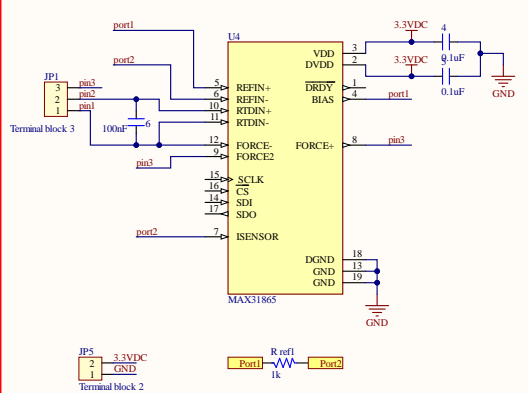 port1
U4
3.3VDC
4
0.1uF
VDD 3
DVDD 2
3.3VDC
0.1uF
GND
port2
JP1
3 pin3
2 pin2
1 pin1
Terminal block 3
100nF 6
5 REFIN+
6 REFIN-
10 RTDIN+
11 RTDIN-
DRDY 1
BIAS 4 port1
12 FORCE-
9 FORCE2
pin3
FORCE+ 8 pin3
15 SCLK
16 CS
14 SDI
17 SDO
port2 7 ISENSOR
DGND 18
GND 13
GND 19
MAX31865
GND
JP5
2 3.3VDC
1 GND
Terminal block 2
R ref1
Port1 Port2
1k